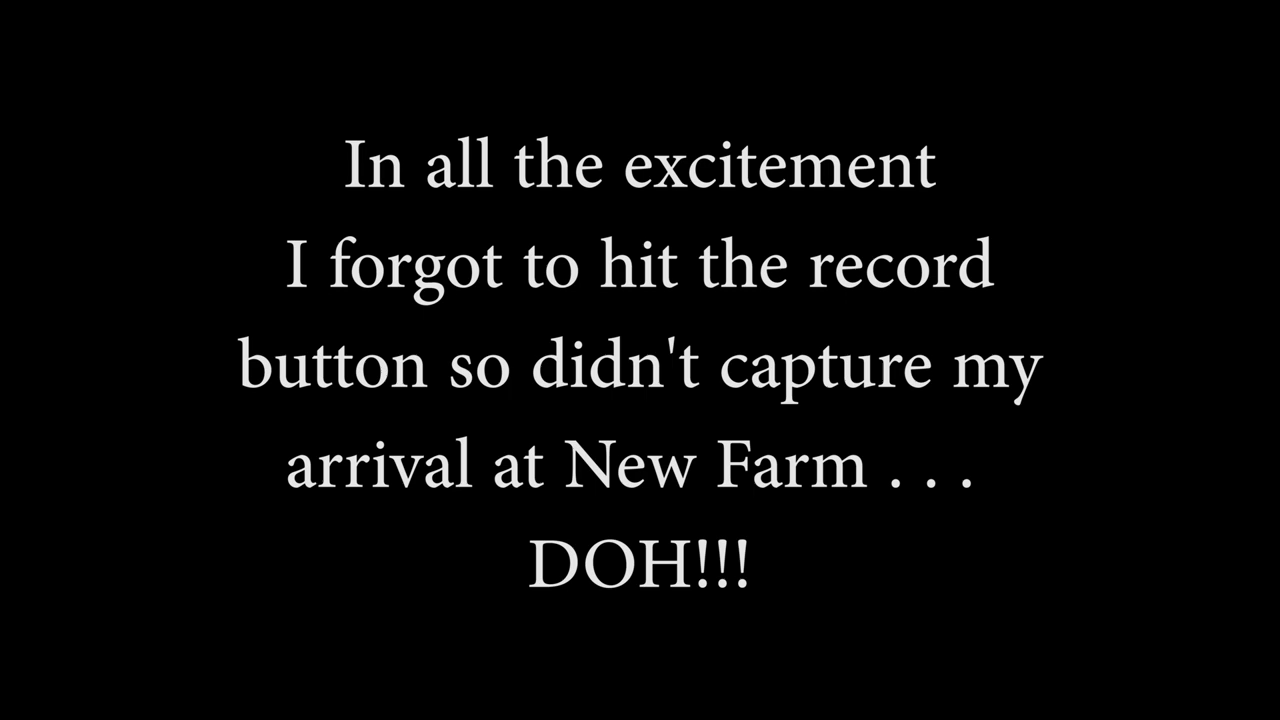 In all the excitement
I forgot to hit the record
button so didn't capture my
arrival at New Farm . . .
DOH!!!